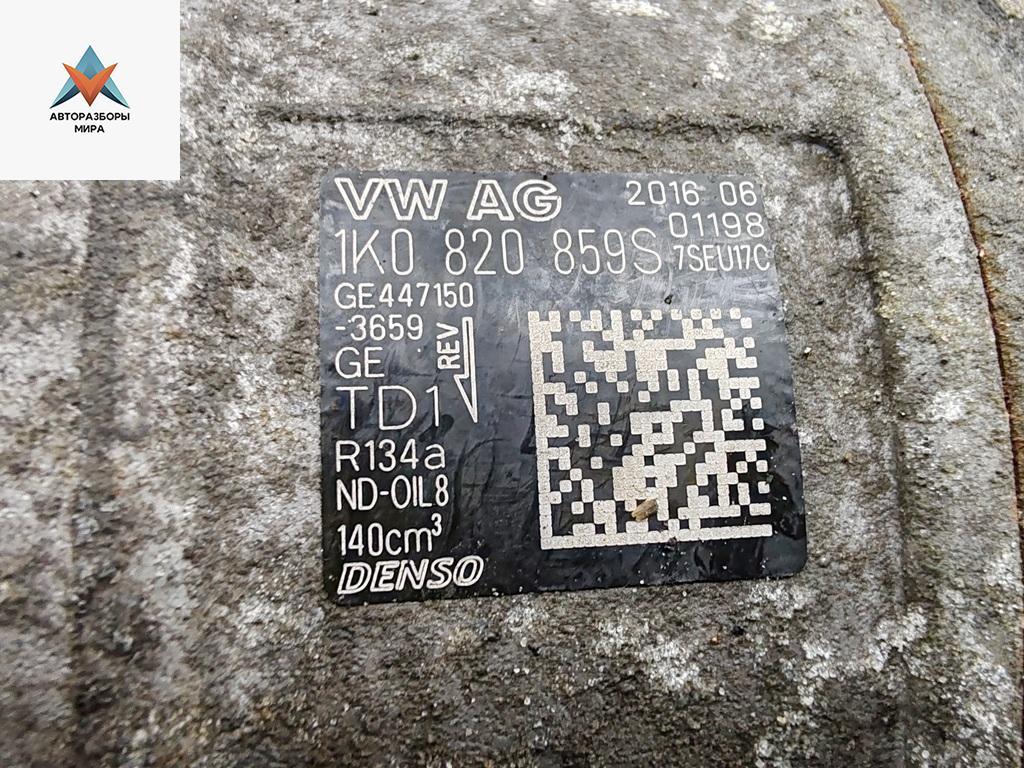 АВТОРАЗБОРЫ
МИРА
VW AG 2016 06
01198
1K0 820 859S 7SEU17C
GE447150
-3659
GE
REV
TD1
R134a
ND-OIL8
140cm³
DENSO